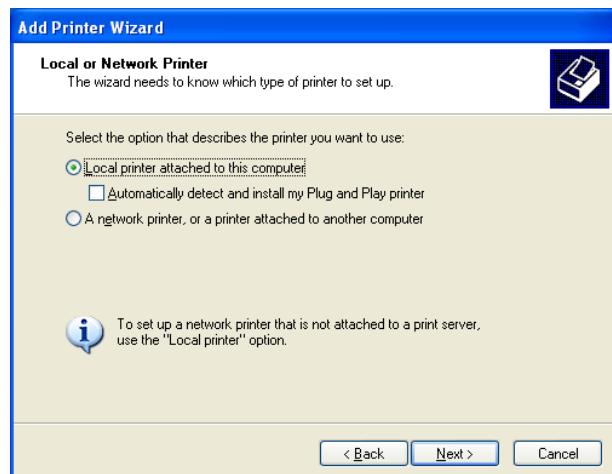 Add Printer Wizard
Local or Network Printer
The wizard needs to know which type of printer to set up.
Select the option that describes the printer you want to use:
Local printer attached to this computer
Automatically detect and install my Plug and Play printer
A network printer, or a printer attached to another computer
To set up a network printer that is not attached to a print server,
use the "Local printer" option.
< Back
Next >
Cancel